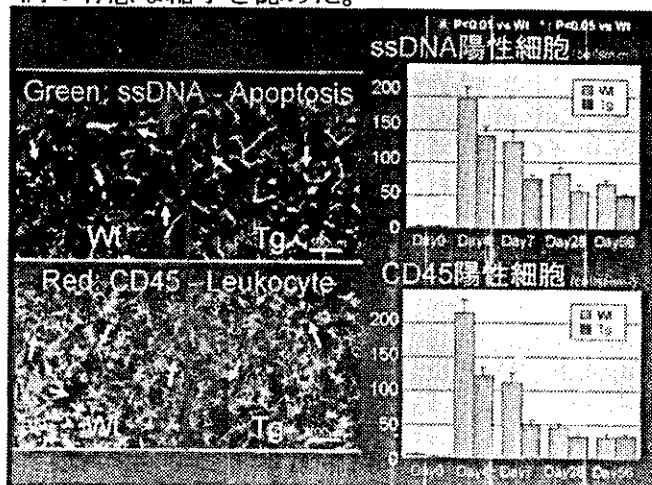 ※ P<0.05 vs Wt * : P<0.05 vs Wt
ssDNA陽性細胞
Green; ssDNA - Apoptosis
Wt
Tg
200
150
100
50
0
Wt
Tg
Day0 Day4 Day7 Day28 Day56
Red; CD45 - Leukocyte
Wt
Tg
CD45陽性細胞
200
150
100
50
0
Wt
Tg
Day0 Day4 Day7 Day28 Day56